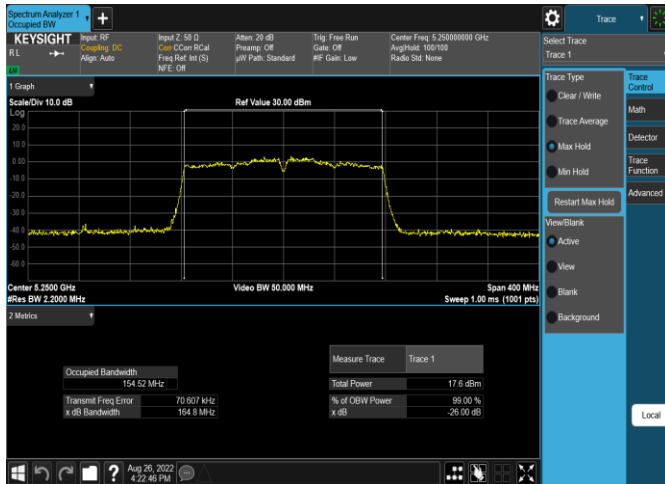 Spectrum Analyzer 1
Occupied BW
+
KEYSIGHT
R L
Input: RF
Coupling: DC
Align: Auto
Input Z: 50 Ω
Corr CCorr RCal
Freq Ref: Int (S)
NFE: Off
Atten: 20 dB
Preamp: Off
µW Path: Standard
Trig: Free Run
Gate: Off
#IF Gain: Low
Center Freq: 5.250000000 GHz
Avg|Hold: 100/100
Radio Std: None
1 Graph
Scale/Div 10.0 dB
Ref Value 30.00 dBm
Log
20.0
10.0
0.00
-10.0
-20.0
-30.0
-40.0
-50.0
-60.0
Center 5.2500 GHz
Video BW 50.000 MHz
Span 400 MHz
#Res BW 2.2000 MHz
Sweep 1.00 ms (1001 pts)
2 Metrics
Measure Trace
Trace 1
Occupied Bandwidth
154.52 MHz
Total Power
17.6 dBm
Transmit Freq Error
70.607 kHz
% of OBW Power
99.00 %
x dB Bandwidth
164.8 MHz
x dB
-26.00 dB
Aug 26, 2022
4:22:46 PM
Trace
Select Trace
Trace 1
Trace Type
Clear / Write
Trace Average
Max Hold
Min Hold
Restart Max Hold
View/Blank
Active
View
Blank
Background
Trace
Control
Math
Detector
Trace
Function
Advanced
Local